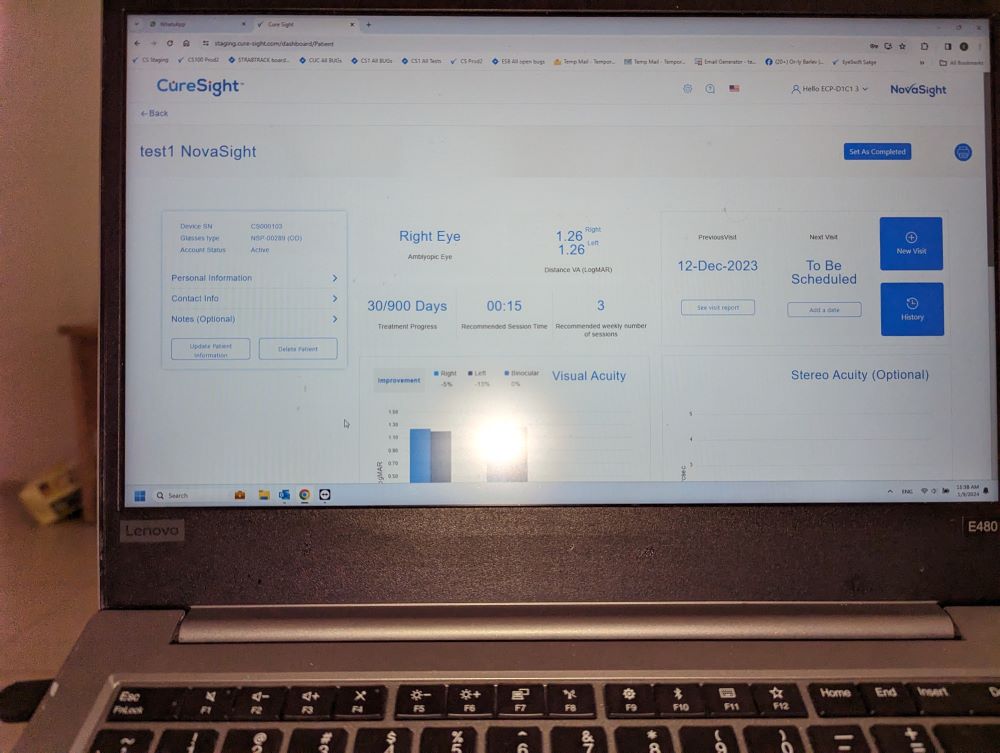 WhatsApp
Cure Sight
staging.cure-sight.com/dashboard/Patient
CS Staging
CS100 Prod2
STRABTRACK board...
CUC All BUGs
CS1 All BUGs
CS1 All Tests
CS Prod2
ES8 All open bugs
Temp Mail - Tempor...
Temp Mail - Tempor...
Email Generator - te...
(20+) Or-ly Barlev |...
EyeSwift Satge
All Bookmarks
CureSight™
Hello ECP-D1C1 3
NovaSight
←Back
test1 NovaSight
Set As Completed
Device SN CS000103
Glasses type NSP-00289 (OD)
Account Status Active
Personal Information
Contact Info
Notes (Optional)
Update Patient Information
Delete Patient
Right Eye
Amblyopic Eye
1.26 Right
1.26 Left
Distance VA (LogMAR)
30/900 Days
Treatment Progress
00:15
Recommended Session Time
3
Recommended weekly number
of sessions
PreviousVisit
12-Dec-2023
See visit report
Next Visit
To Be
Scheduled
Add a date
New Visit
History
Improvement
Right Left Binocular
-5% -13% 0%
Visual Acuity
1.50
1.30
1.10
0.90
0.70
0.50
ogMAR
Stereo Acuity (Optional)
5
4
3
Search
ENG
11:38 AM
1/9/2024
Lenovo
E480
Esc
FnLock
F1
F2
F3
F4
F5
F6
F7
F8
F9
F10
F11
F12
Home
End
Insert
D
~
!
@
#
$
%
^
&
*
(
)
—
+